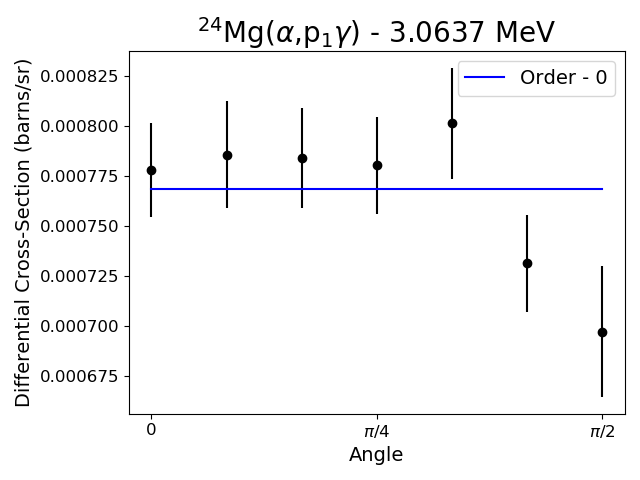 ²⁴Mg(α,p₁γ) - 3.0637 MeV
Order - 0
Differential Cross-Section (barns/sr)
0.000825
0.000800
0.000775
0.000750
0.000725
0.000700
0.000675
0
π/4
π/2
Angle